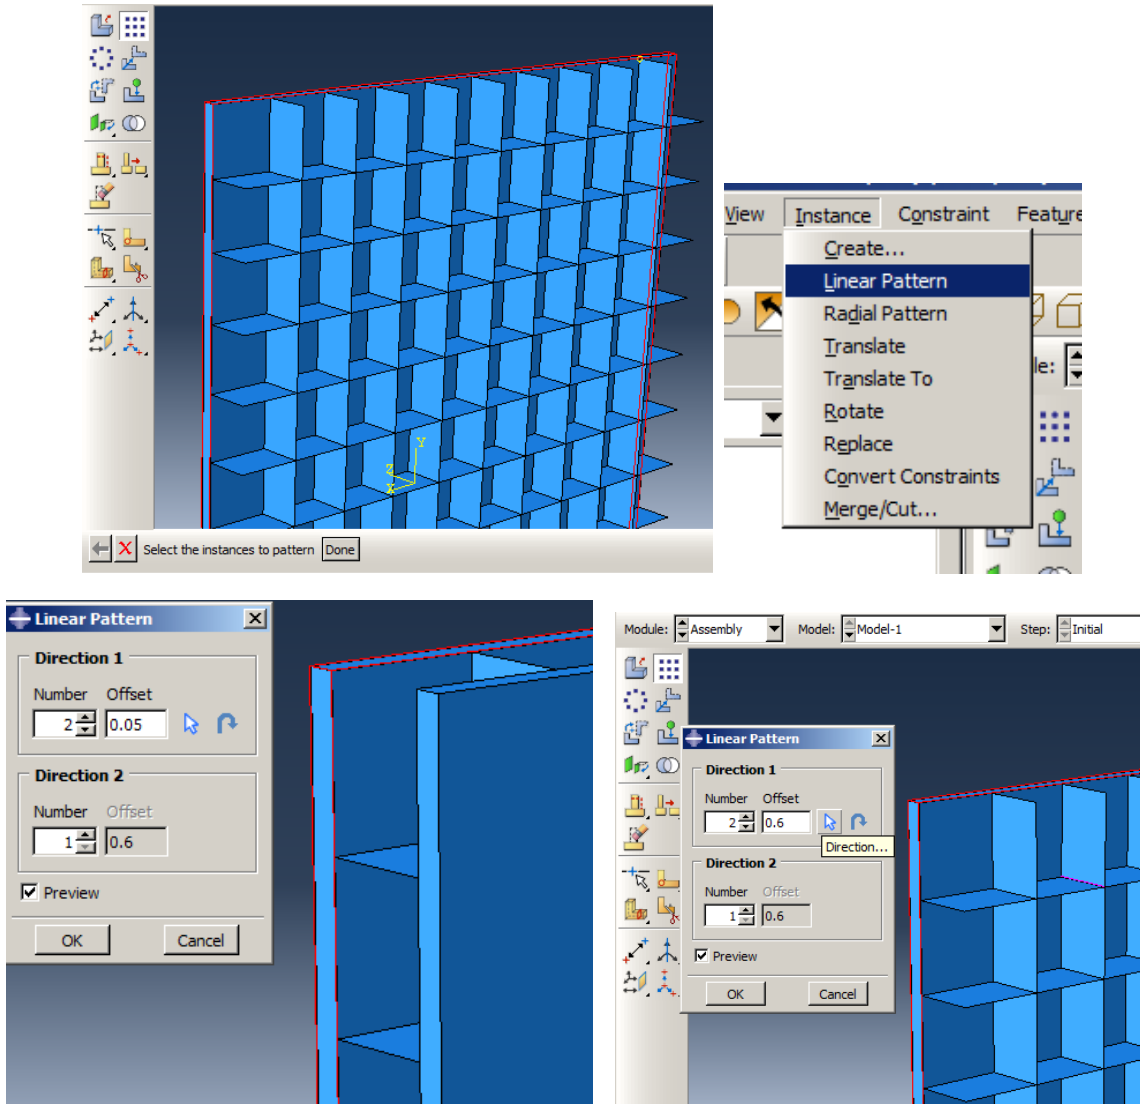 Y
Z
X
Select the instances to pattern Done
View Instance Constraint Feature
Create...
Linear Pattern
Radial Pattern
Translate
Translate To
Rotate
Replace
Convert Constraints
Merge/Cut...
le:
Linear Pattern
Direction 1
Number Offset
2 0.05
Direction 2
Number Offset
1 0.6
Preview
OK Cancel
Module: Assembly Model: Model-1 Step: Initial
Linear Pattern
Direction 1
Number Offset
2 0.6
Direction...
Direction 2
Number Offset
1 0.6
Preview
OK Cancel